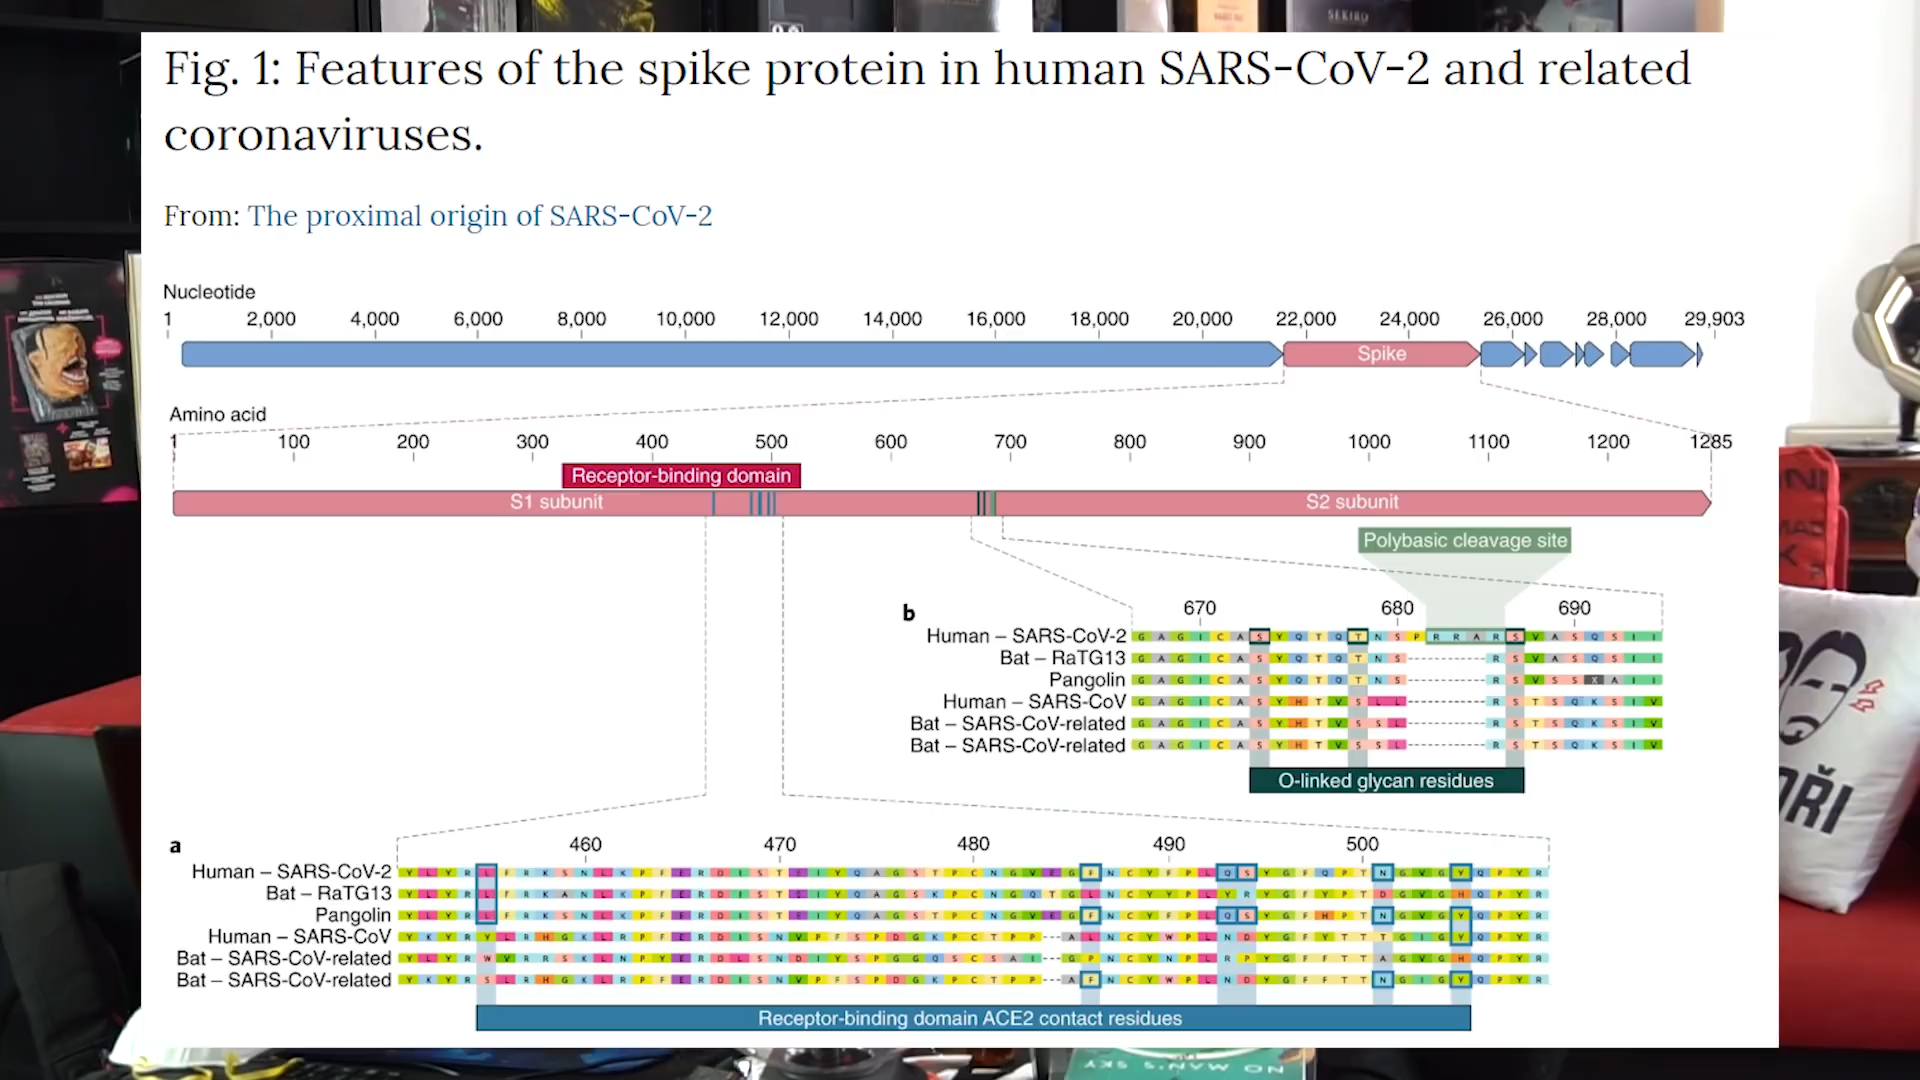 SEKIRO
Fig. 1: Features of the spike protein in human SARS-CoV-2 and related
coronaviruses.
From: The proximal origin of SARS-CoV-2
Nucleotide
1 2,000 4,000 6,000 8,000 10,000 12,000 14,000 16,000 18,000 20,000 22,000 24,000 26,000 28,000 29,903
Spike
Amino acid
1 100 200 300 400 500 600 700 800 900 1000 1100 1200 1285
Receptor-binding domain
S1 subunit S2 subunit
Polybasic cleavage site
b 670 680 690
Human – SARS-CoV-2 G A G I C A S Y Q T Q T N S P R R A R S V A S Q S I I
Bat – RaTG13 G A G I C A S Y Q T Q T N S ---------- R S V A S Q S I I
Pangolin G A G I C A S Y Q T Q T N S ---------- R S V S S X A I I
Human – SARS-CoV G A G I C A S Y H T V S L L ---------- R S T S Q K S I V
Bat – SARS-CoV-related G A G I C A S Y H T V S S L ---------- R S T S Q K S I V
Bat – SARS-CoV-related G A G I C A S Y H T V S S L ---------- R S T S Q K S I V
O-linked glycan residues
a 460 470 480 490 500
Human – SARS-CoV-2 Y L Y R L F R K S N L K P F E R D I S T E I Y Q A G S T P C N G V E G F N C Y F P L Q S Y G F Q P T N G V G Y Q P Y R
Bat – RaTG13 Y L Y R L F R K A N L K P F E R D I S T E I Y Q A G S T P C N G Q T G L N C Y Y P L Y R Y G F Y P T D G V G H Q P Y R
Pangolin Y L Y R L F R K S N L K P F E R D I S T E I Y Q A G S T P C N G V E G F N C Y F P L Q S Y G F H P T N G V G Y Q P Y R
Human – SARS-CoV Y K Y R Y L R H G K L R P F E R D I S N V P F S P D G K P C T P P --- A L N C Y W P L N D Y G F Y T T T G I G Y Q P Y R
Bat – SARS-CoV-related Y L Y R W V R R S K L N P Y E R D L S N D I Y S P G G Q S C S A I --- G P N C Y N P L R P Y G F F T T A G V G H Q P Y R
Bat – SARS-CoV-related Y K Y R S L R H G K L R P F E R D I S N V P F S P D G K P C T P P --- A F N C Y W P L N D Y G F F T T N G I G Y Q P Y R
Receptor-binding domain ACE2 contact residues
NO MAN'S SKY